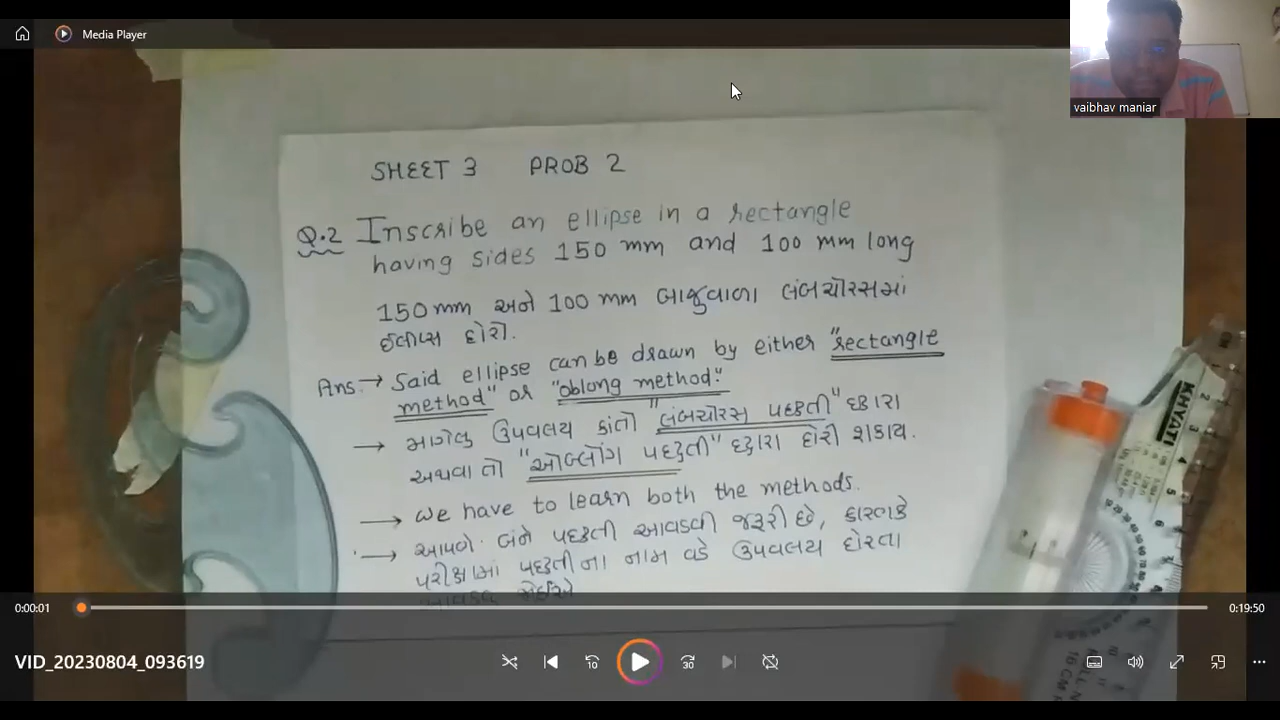 Media Player
vaibhav maniar
SHEET 3 PROB 2
Q.2 Inscribe an ellipse in a rectangle
having sides 150 mm and 100 mm long
150 mm અને 100 mm બાજુવાળા લંબચોરસમાં
ઈલીપ્સ દોરો.
Ans → Said ellipse can be drawn by either "rectangle
method" or "oblong method."
→ માગેલુ ઉપવલય કાંતો "લંબચોરસ પદ્ધતી" દ્વારા
અથવા તો "ઓબ્લોંગ પદ્ધતી" દ્વારા દોરી શકાય.
→ We have to learn both the methods.
→ આપણે બંને પદ્ધતી આવડવી જરૂરી છે, કારણકે
પરીક્ષામાં પદ્ધતી ના નામ વડે ઉપવલય દોરતા
KHYATI
0:00:01
0:19:50
VID_20230804_093619
10
30